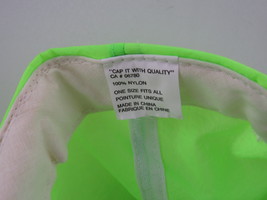 "CAP IT WITH QUALITY"
CA # 56780
100% NYLON
ONE SIZE FITS ALL
POINTURE UNIQUE
MADE IN CHINA
FABRIQUE EN CHINE